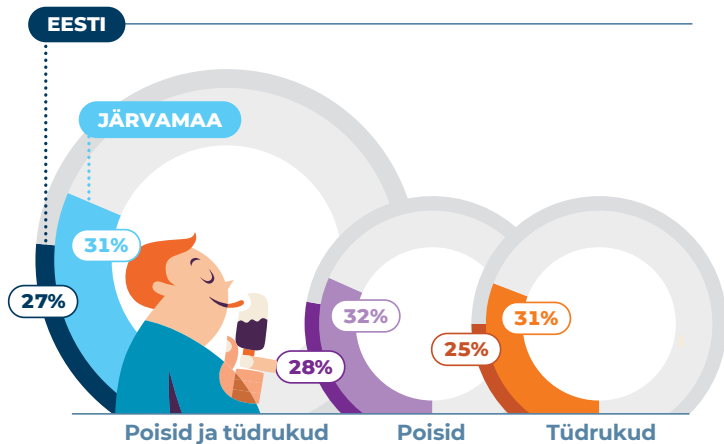 EESTI
JÄRVAMAA
31%
27%
32%
28%
31%
25%
Poisid ja tüdrukud
Poisid
Tüdrukud